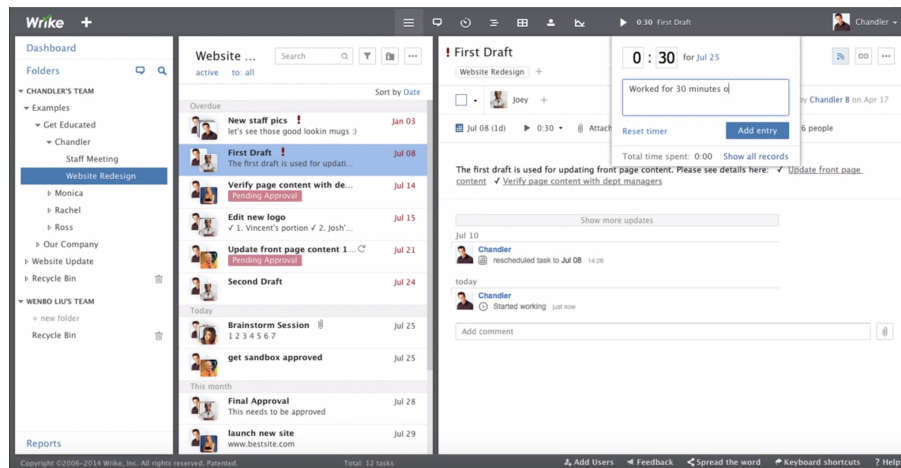 Wrike +
0:30 First Draft
Chandler
Dashboard
Folders
CHANDLER'S TEAM
Examples
Get Educated
Chandler
Staff Meeting
Website Redesign
Monica
Rachel
Ross
Our Company
Website Update
Recycle Bin
WENBO LIU'S TEAM
+ new folder
Recycle Bin
Reports
Website ...
Search
active to: all
Sort by Date
Overdue
New staff pics ! Jan 03
let's see those good lookin mugs :)
First Draft ! Jul 08
The first draft is used for updati...
Verify page content with de... Jul 14
Pending Approval
Edit new logo Jul 15
✓ 1. Vincent's portion ✓ 2. Josh'...
Update front page content 1... Jul 21
Pending Approval
Second Draft Jul 24
Today
Brainstorm Session Jul 25
1 2 3 4 5 6 7
get sandbox approved Jul 25
This month
Final Approval Jul 28
This needs to be approved
launch new site Jul 29
www.bestsite.com
! First Draft
Website Redesign +
Joey +
by Chandler B on Apr 17
Jul 08 (1d) 0:30 Attach
6 people
0 : 30 for Jul 25
Worked for 30 minutes o
Reset timer Add entry
Total time spent: 0:00 Show all records
The first draft is used for updating front page content. Please see details here: ✓ Update front page
content ✓ Verify page content with dept managers
Show more updates
Jul 10
Chandler
rescheduled task to Jul 08 14:26
today
Chandler
Started working just now
Add comment
Copyright ©2006-2014 Wrike, Inc. All rights reserved. Patented.
Total: 12 tasks
Add Users Feedback Spread the word Keyboard shortcuts ? Help